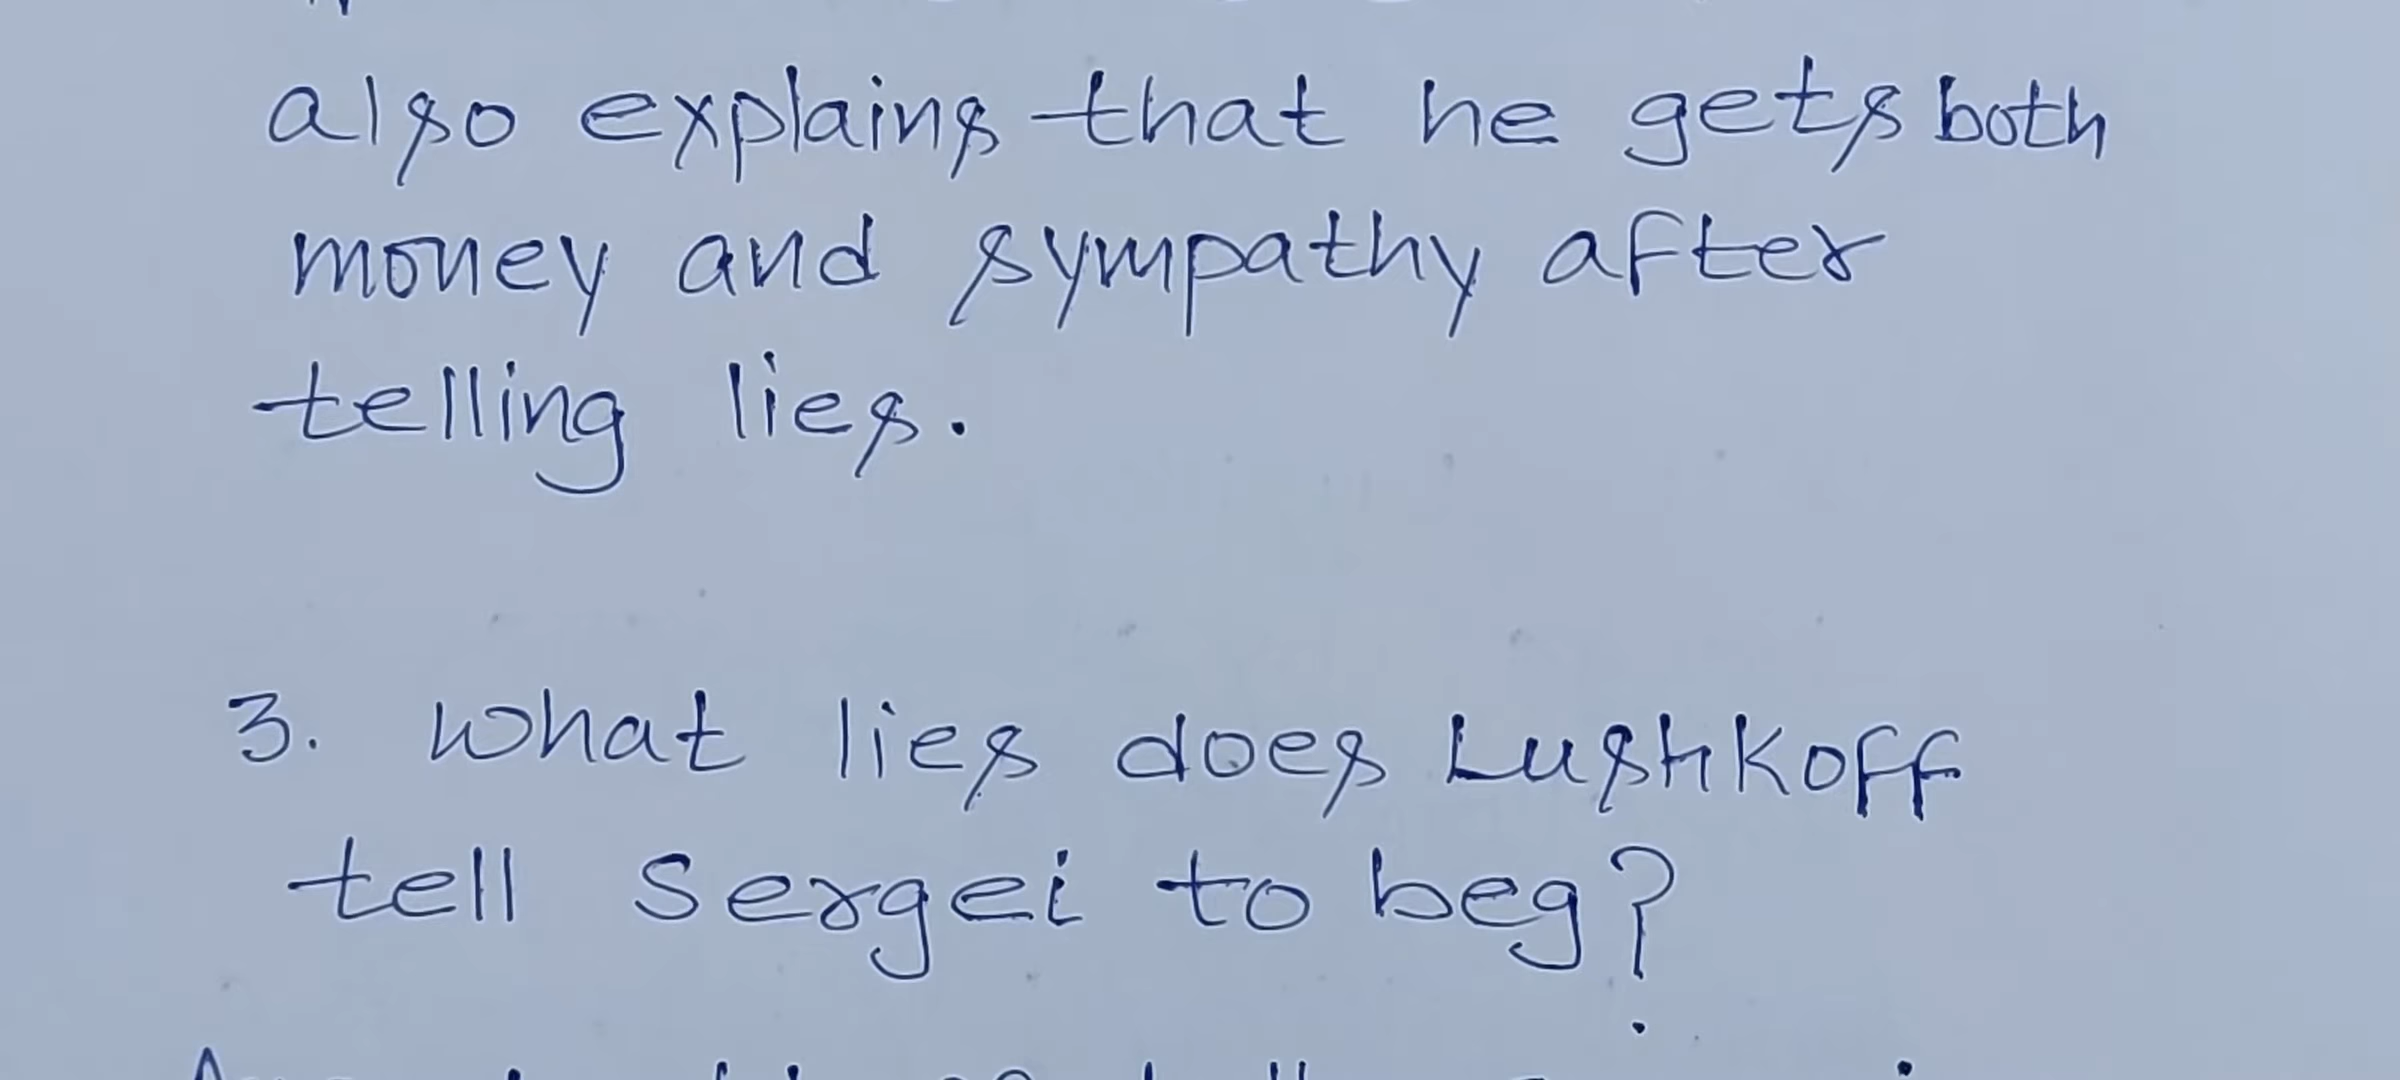 also explains that he gets both
money and sympathy after
telling lies.
3. What lies does Lushkoff
tell Sergei to beg?